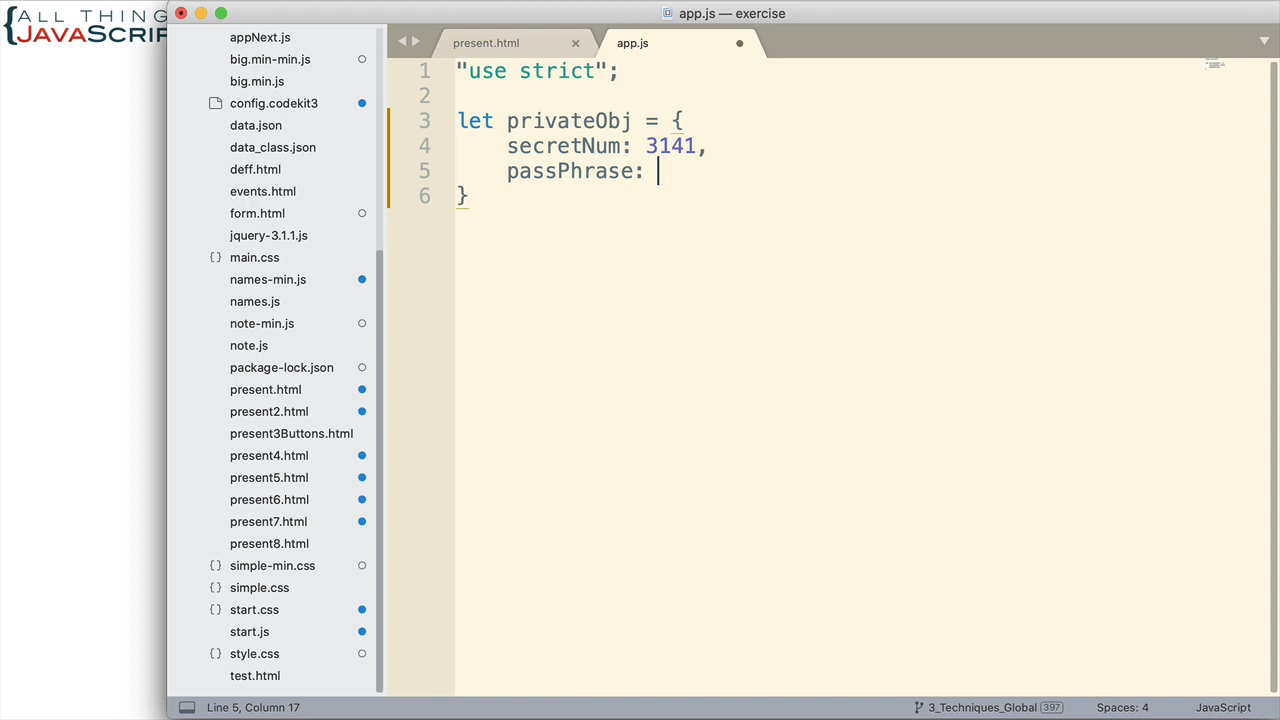 {ALL THING
JAVASCRIP
app.js — exercise
appNext.js
big.min-min.js
big.min.js
config.codekit3
data.json
data_class.json
deff.html
events.html
form.html
jquery-3.1.1.js
{} main.css
names-min.js
names.js
note-min.js
note.js
package-lock.json
present.html
present2.html
present3Buttons.html
present4.html
present5.html
present6.html
present7.html
present8.html
{} simple-min.css
{} simple.css
{} start.css
start.js
{} style.css
test.html
present.html ×
app.js
1 "use strict";
2
3 let privateObj = {
4 secretNum: 3141,
5 passPhrase:
6 }
Line 5, Column 17
3_Techniques_Global 397
Spaces: 4
JavaScript